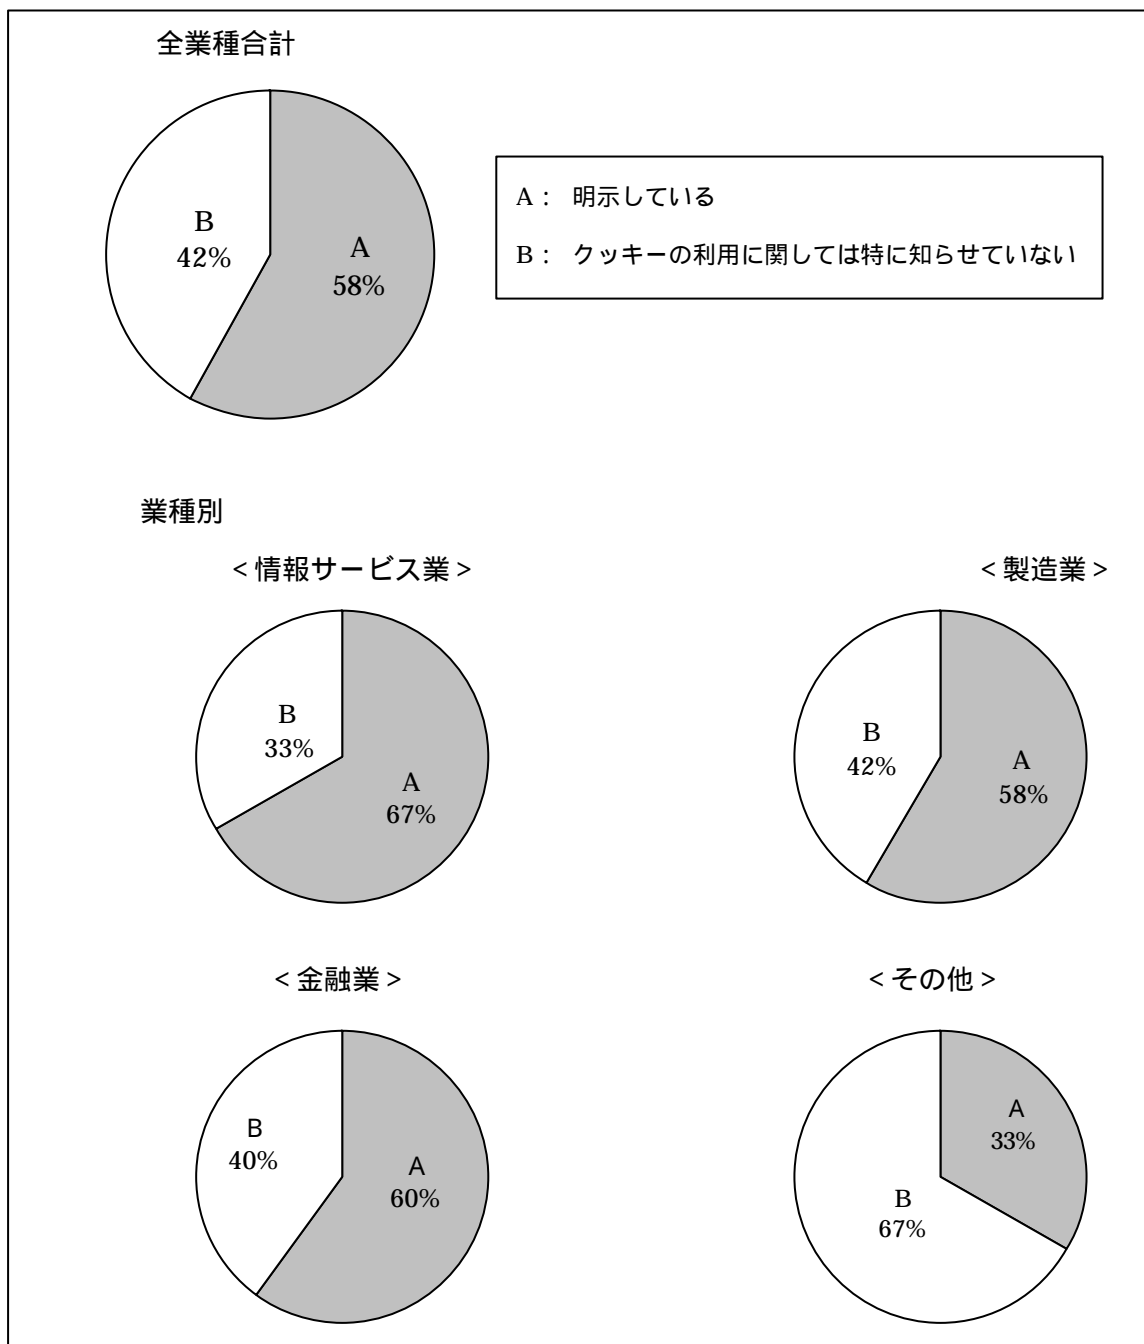 全業種合計
B
42%
A
58%
A： 明示している
B： クッキーの利用に関しては特に知らせていない
業種別
＜情報サービス業＞
B
33%
A
67%
＜製造業＞
B
42%
A
58%
＜金融業＞
B
40%
A
60%
＜その他＞
A
33%
B
67%